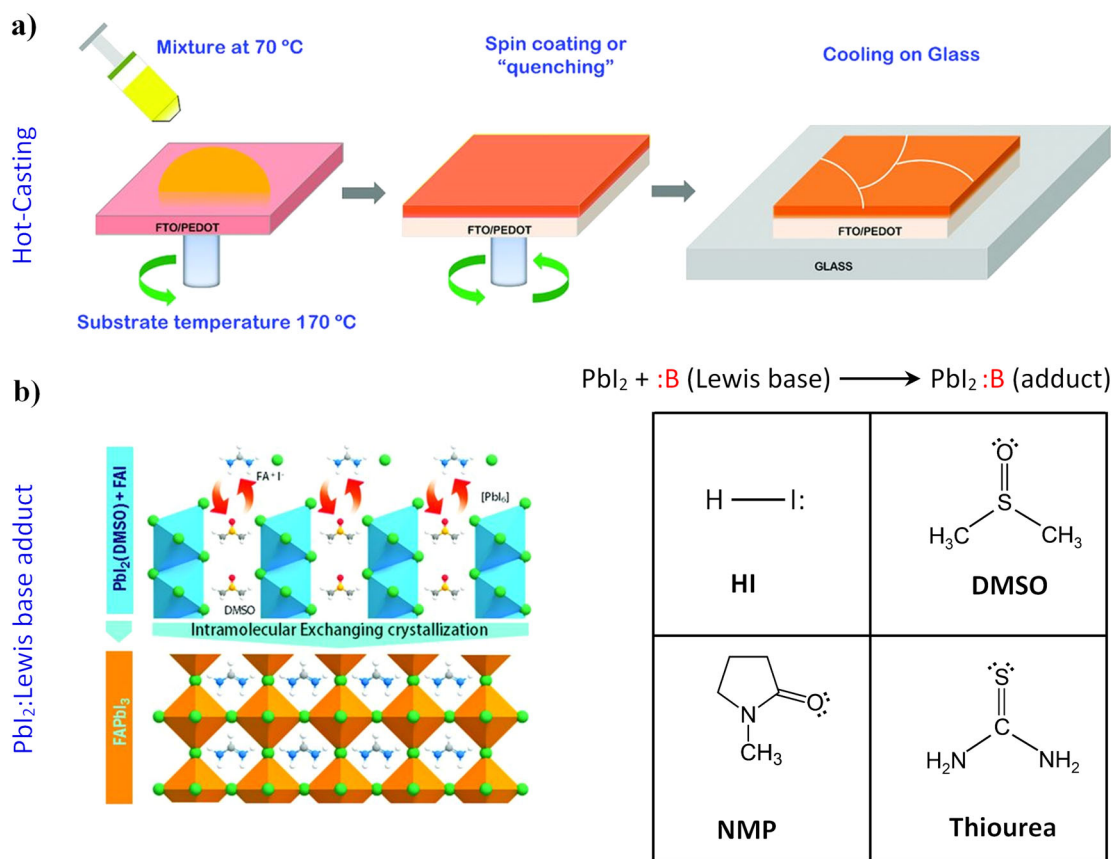 a)
Hot-Casting
Mixture at 70 ºC
FTO/PEDOT
Substrate temperature 170 ºC
Spin coating or
“quenching”
FTO/PEDOT
Cooling on Glass
FTO/PEDOT
GLASS
b)
PbI₂:Lewis base adduct
PbI₂(DMSO) + FAI
FAPbI₃
FA⁺ I⁻
[PbI₆]
DMSO
Intramolecular Exchanging crystallization
PbI₂ + :B (Lewis base) ⟶ PbI₂ :B (adduct)
H — I:
HI
O
S
H₃C CH₃
DMSO
O
N
CH₃
NMP
S
C
H₂N NH₂
Thiourea